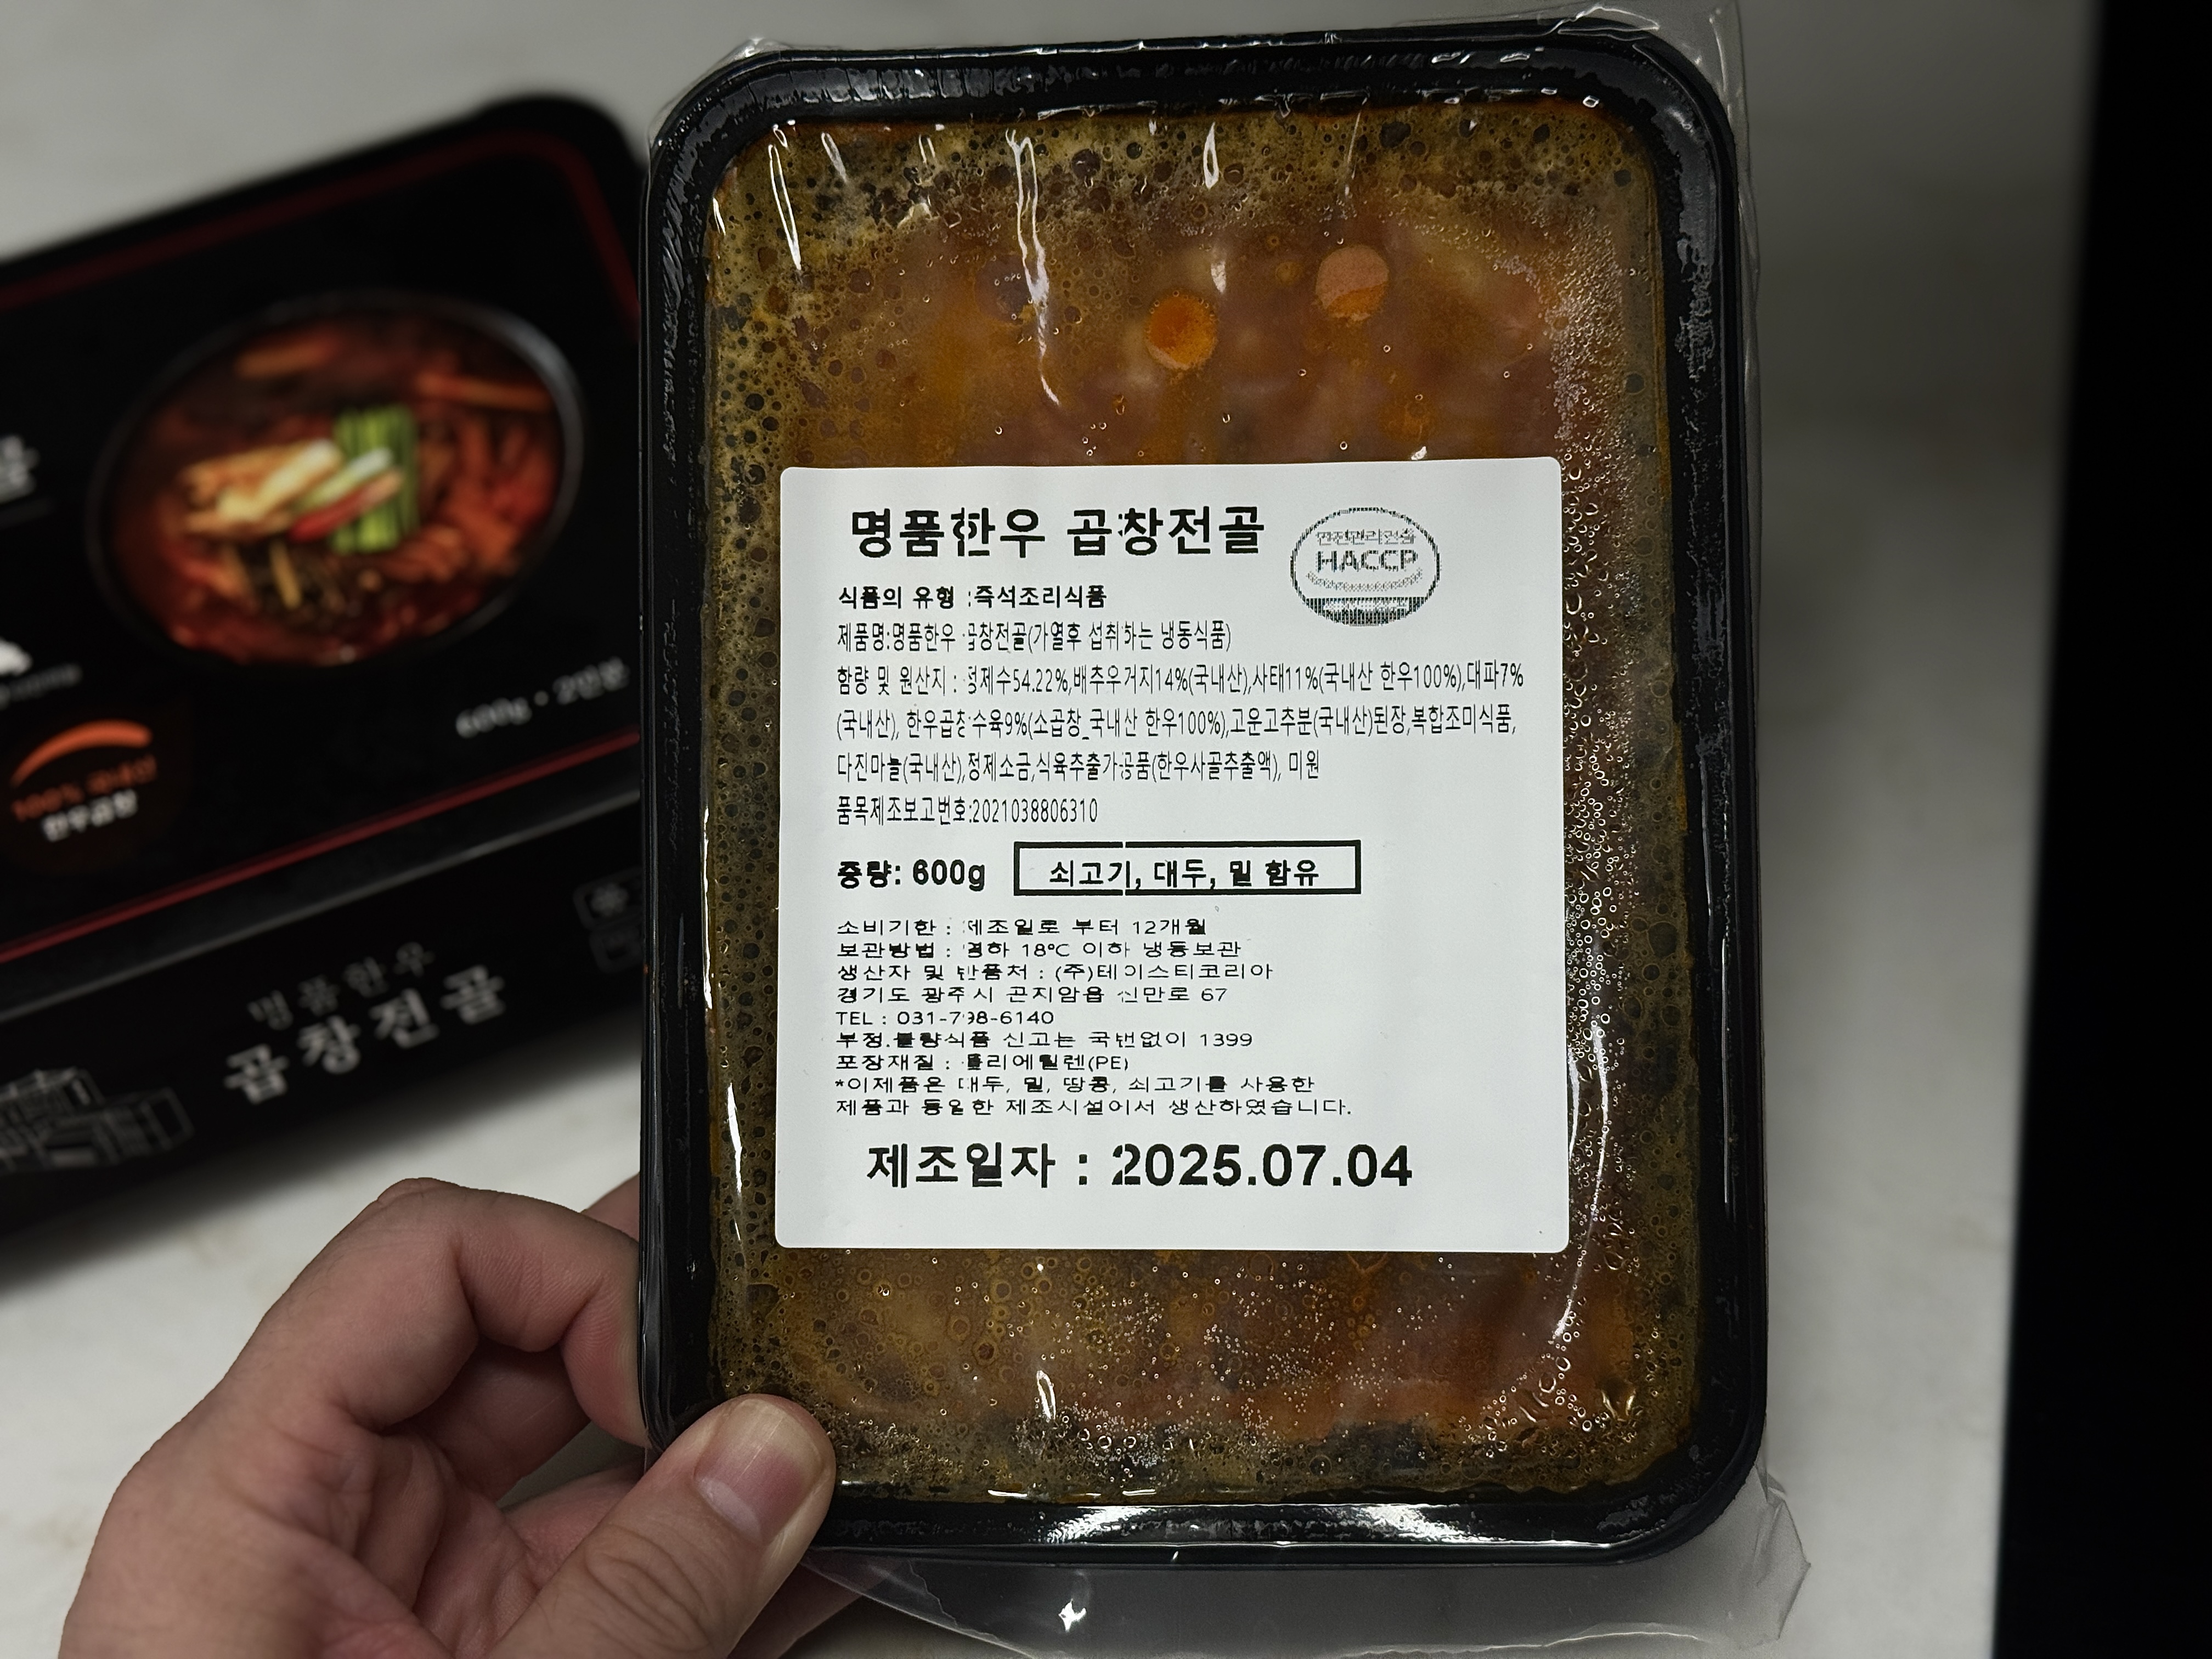 명품한우 곱창전골
HACCP
식품의 유형 :즉석조리식품
제품명:명품한우 곱창전골(가열후 섭취하는 냉동식품)
함량 및 원산지 : 정제수54.22%,배추우거지14%(국내산),사태11%(국내산 한우100%),대파7%
(국내산), 한우곱창수육9%(소곱창_국내산 한우100%),고운고추분(국내산)된장,복합조미식품,
다진마늘(국내산),정제소금,식육추출가공품(한우사골추출액), 미원
품목제조보고번호:2021038806310
중량: 600g
쇠고기, 대두, 밀 함유
소비기한 : 제조일로 부터 12개월
보관방법 : 영하 18℃ 이하 냉동보관
생산자 및 반품처 : (주)테이스티코리아
경기도 광주시 곤지암읍 신만로 67
TEL : 031-798-6140
부정.불량식품 신고는 국번없이 1399
포장재질 : 폴리에틸렌(PE)
*이제품은 대두, 밀, 땅콩, 쇠고기를 사용한
제품과 동일한 제조시설에서 생산하였습니다.
제조일자 : 2025.07.04
600g · 2인분
100% 국내산
한우곱창
명품한우
곱창전골